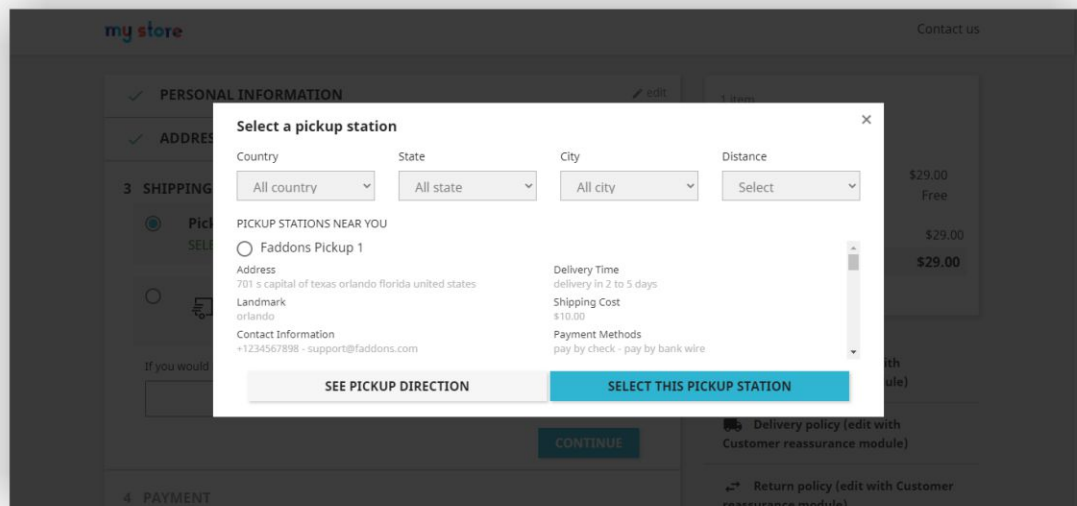 my store
Contact us
PERSONAL INFORMATION
edit
1 item
ADDRES
Select a pickup station
×
Country State City Distance
All country All state All city Select
3 SHIPPING
$29.00
Free
PICKUP STATIONS NEAR YOU
Pick
SELE
$29.00
Faddons Pickup 1
$29.00
Address Delivery Time
701 s capital of texas orlando florida united states delivery in 2 to 5 days
Landmark Shipping Cost
orlando $10.00
Contact Information Payment Methods
+1234567898 - support@faddons.com pay by check - pay by bank wire
If you would
ith
ule)
SEE PICKUP DIRECTION SELECT THIS PICKUP STATION
Delivery policy (edit with
Customer reassurance module)
CONTINUE
4 PAYMENT
Return policy (edit with Customer
reassurance module)